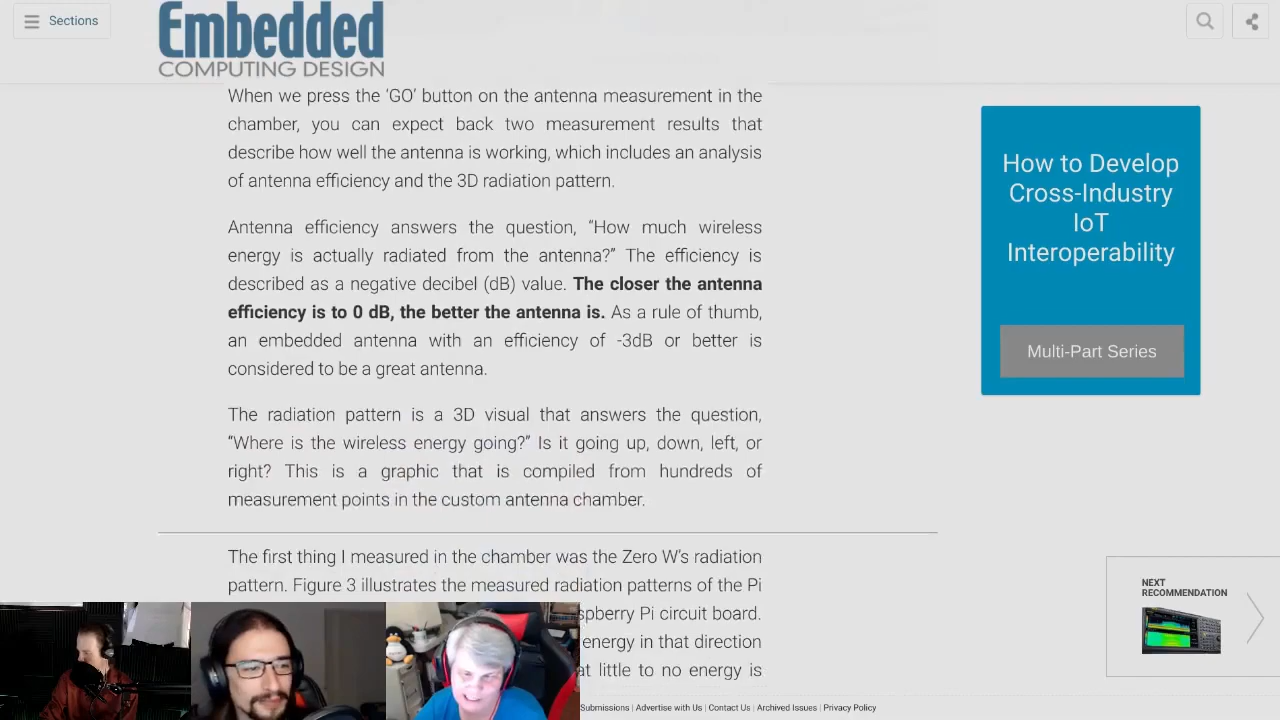 Sections
Embedded
COMPUTING DESIGN
When we press the ‘GO’ button on the antenna measurement in the
chamber, you can expect back two measurement results that
describe how well the antenna is working, which includes an analysis
of antenna efficiency and the 3D radiation pattern.
Antenna efficiency answers the question, “How much wireless
energy is actually radiated from the antenna?” The efficiency is
described as a negative decibel (dB) value. The closer the antenna
efficiency is to 0 dB, the better the antenna is. As a rule of thumb,
an embedded antenna with an efficiency of -3dB or better is
considered to be a great antenna.
The radiation pattern is a 3D visual that answers the question,
“Where is the wireless energy going?” Is it going up, down, left, or
right? This is a graphic that is compiled from hundreds of
measurement points in the custom antenna chamber.
The first thing I measured in the chamber was the Zero W’s radiation
pattern. Figure 3 illustrates the measured radiation patterns of the Pi
spberry Pi circuit board.
energy in that direction
at little to no energy is
How to Develop
Cross-Industry
IoT
Interoperability
Multi-Part Series
NEXT
RECOMMENDATION
Submissions | Advertise with Us | Contact Us | Archived Issues | Privacy Policy